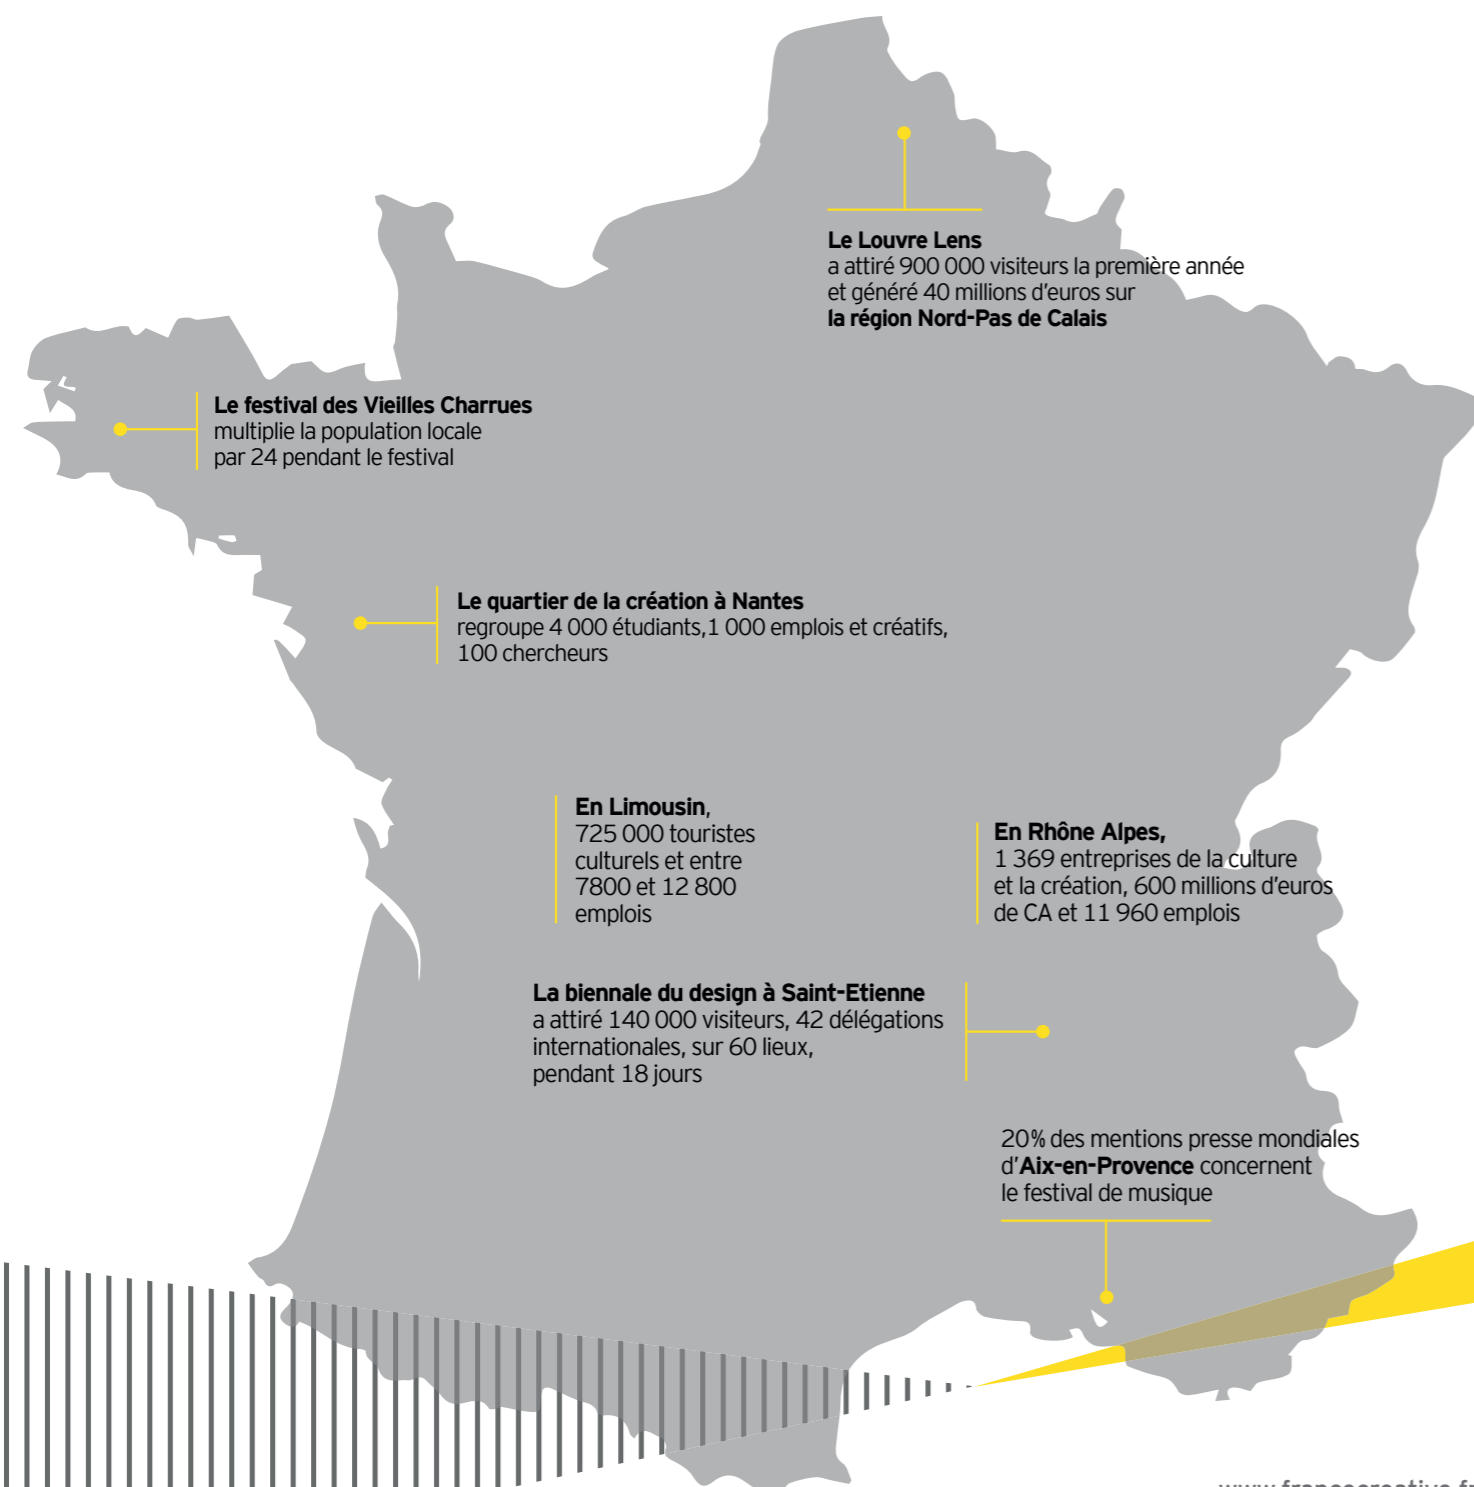 Le Louvre Lens
a attiré 900 000 visiteurs la première année
et généré 40 millions d'euros sur
la région Nord-Pas de Calais
Le festival des Vieilles Charrues
multiplie la population locale
par 24 pendant le festival
Le quartier de la création à Nantes
regroupe 4 000 étudiants,1 000 emplois et créatifs,
100 chercheurs
En Limousin,
725 000 touristes
culturels et entre
7800 et 12 800
emplois
En Rhône Alpes,
1 369 entreprises de la culture
et la création, 600 millions d'euros
de CA et 11 960 emplois
La biennale du design à Saint-Etienne
a attiré 140 000 visiteurs, 42 délégations
internationales, sur 60 lieux,
pendant 18 jours
20% des mentions presse mondiales
d'Aix-en-Provence concernent
le festival de musique